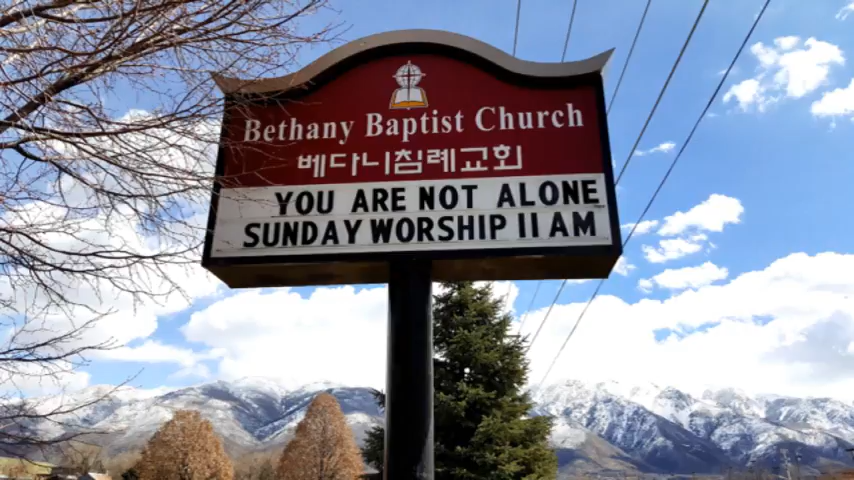 Bethany Baptist Church
베다니침례교회
YOU ARE NOT ALONE
SUNDAY WORSHIP 11 AM